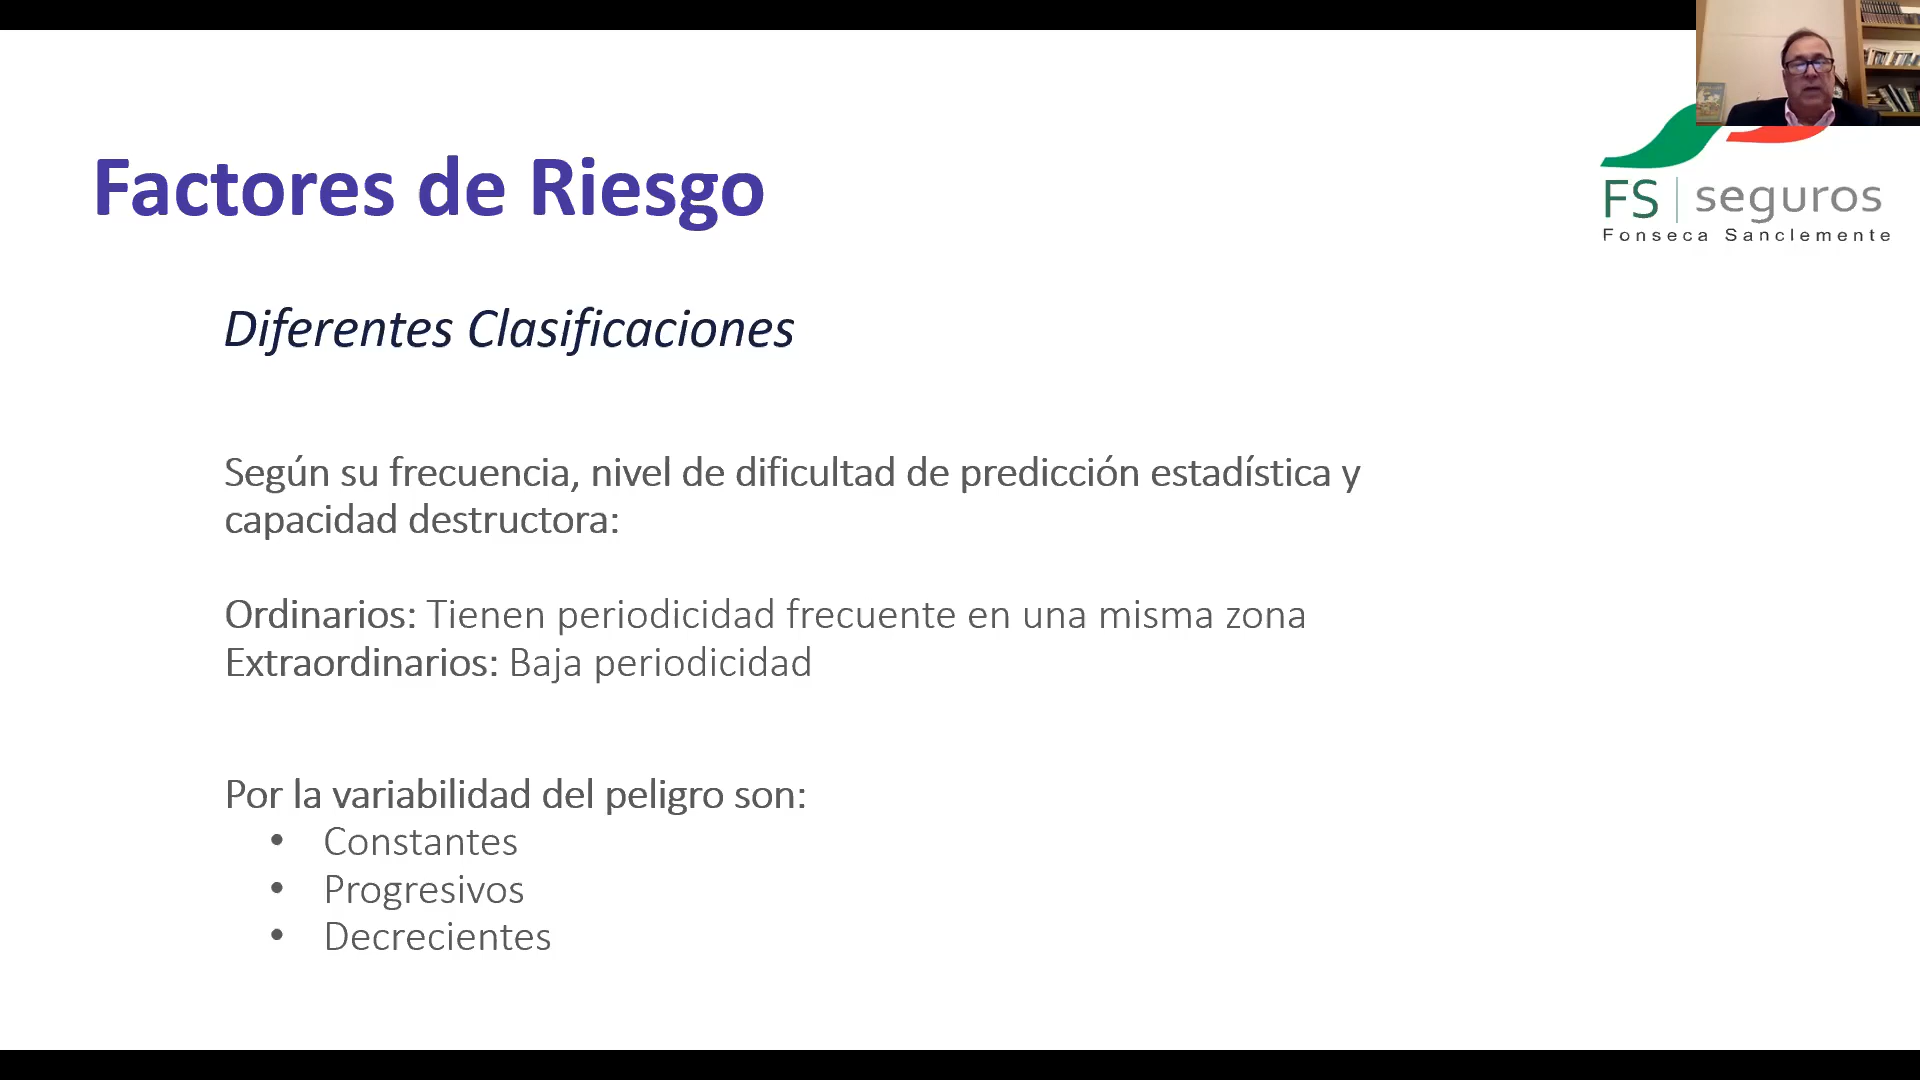 Factores de Riesgo
FS | seguros
Fonseca Sanclemente
Diferentes Clasificaciones
Según su frecuencia, nivel de dificultad de predicción estadística y
capacidad destructora:
Ordinarios: Tienen periodicidad frecuente en una misma zona
Extraordinarios: Baja periodicidad
Por la variabilidad del peligro son:
• Constantes
• Progresivos
• Decrecientes